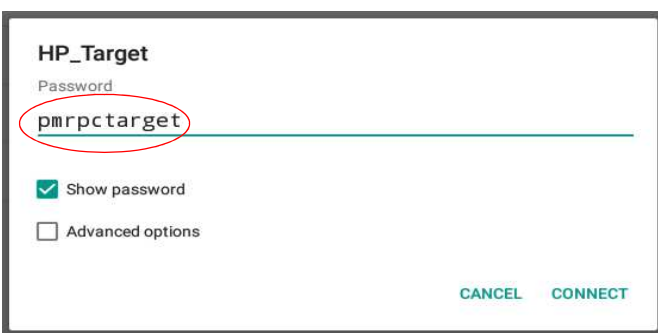 HP_Target
Password
pmrpctarget
Show password
Advanced options
CANCEL CONNECT